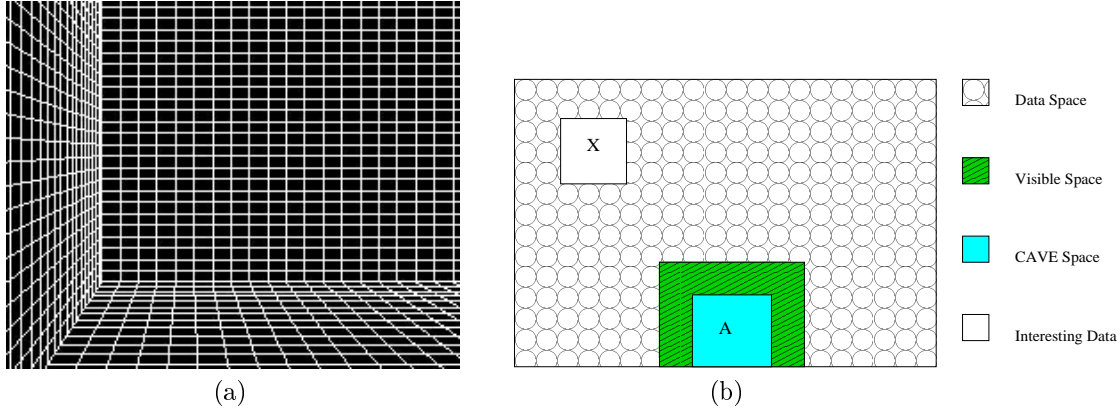 X
A
Data Space
Visible Space
CAVE Space
Interesting Data
(a)
(b)